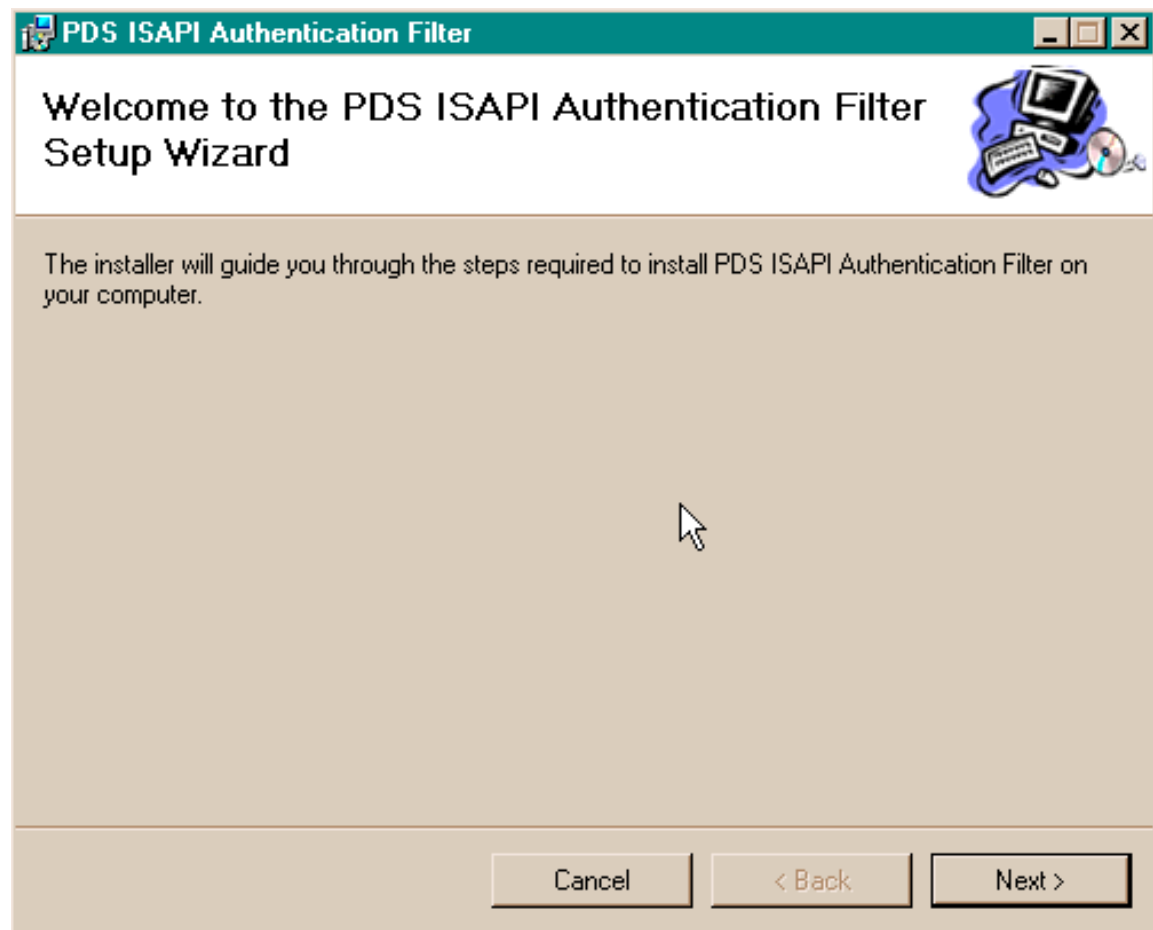 PDS ISAPI Authentication Filter
Welcome to the PDS ISAPI Authentication Filter
Setup Wizard
The installer will guide you through the steps required to install PDS ISAPI Authentication Filter on
your computer.
Cancel
< Back
Next >